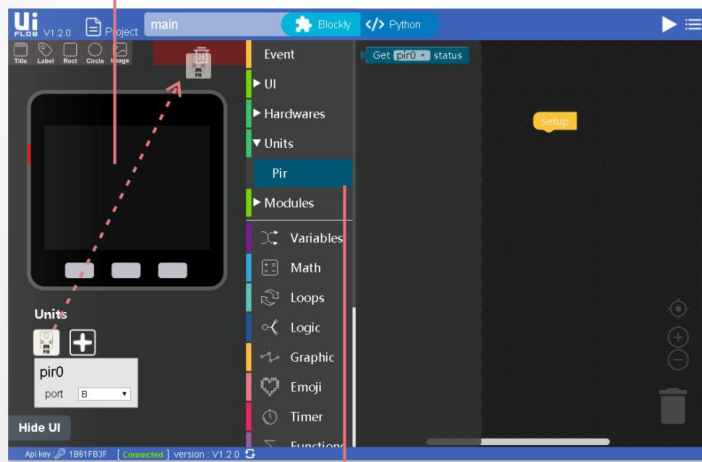 Ui
FLOW V1.2.0
Project
main
Blockly
</> Python
Title Label Rect Circle Image
PIR
Event
UI
Hardwares
Units
Pir
Modules
Variables
Math
Loops
Logic
Graphic
Emoji
Timer
Functions
Get pir0 status
Setup
Units
PIR
pir0
port B
Hide UI
Api key: 1B61FB3F [ Connected ] version : V1.2.0